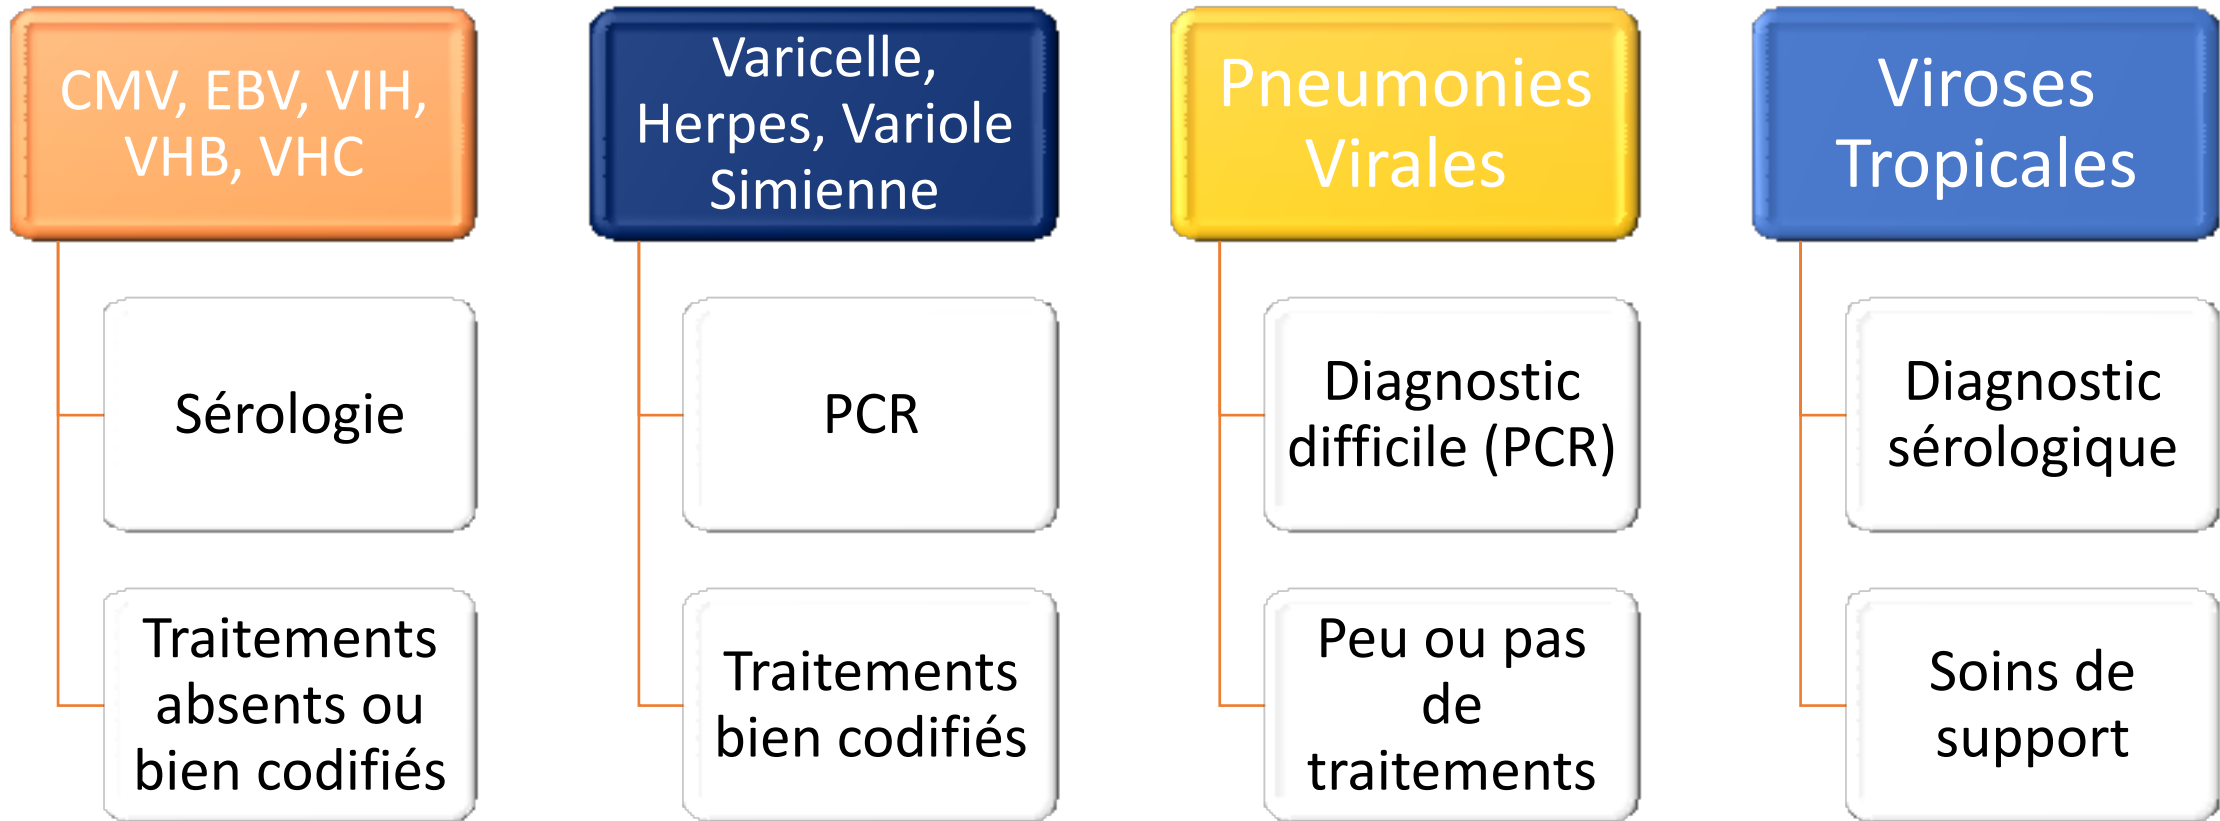 CMV, EBV, VIH,
VHB, VHC
Sérologie
Traitements
absents ou
bien codifiés
Varicelle,
Herpes, Variole
Simienne
PCR
Traitements
bien codifiés
Pneumonies
Virales
Diagnostic
difficile (PCR)
Peu ou pas
de
traitements
Viroses
Tropicales
Diagnostic
sérologique
Soins de
support